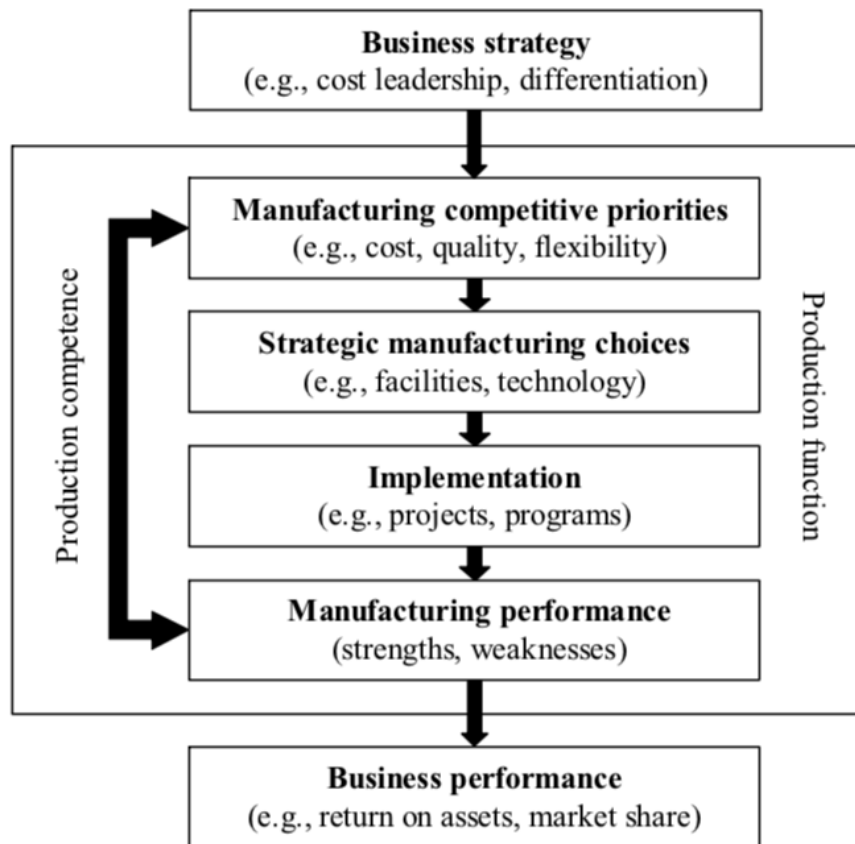 Business strategy
(e.g., cost leadership, differentiation)
Manufacturing competitive priorities
(e.g., cost, quality, flexibility)
Strategic manufacturing choices
(e.g., facilities, technology)
Implementation
(e.g., projects, programs)
Manufacturing performance
(strengths, weaknesses)
Business performance
(e.g., return on assets, market share)
Production competence
Production function